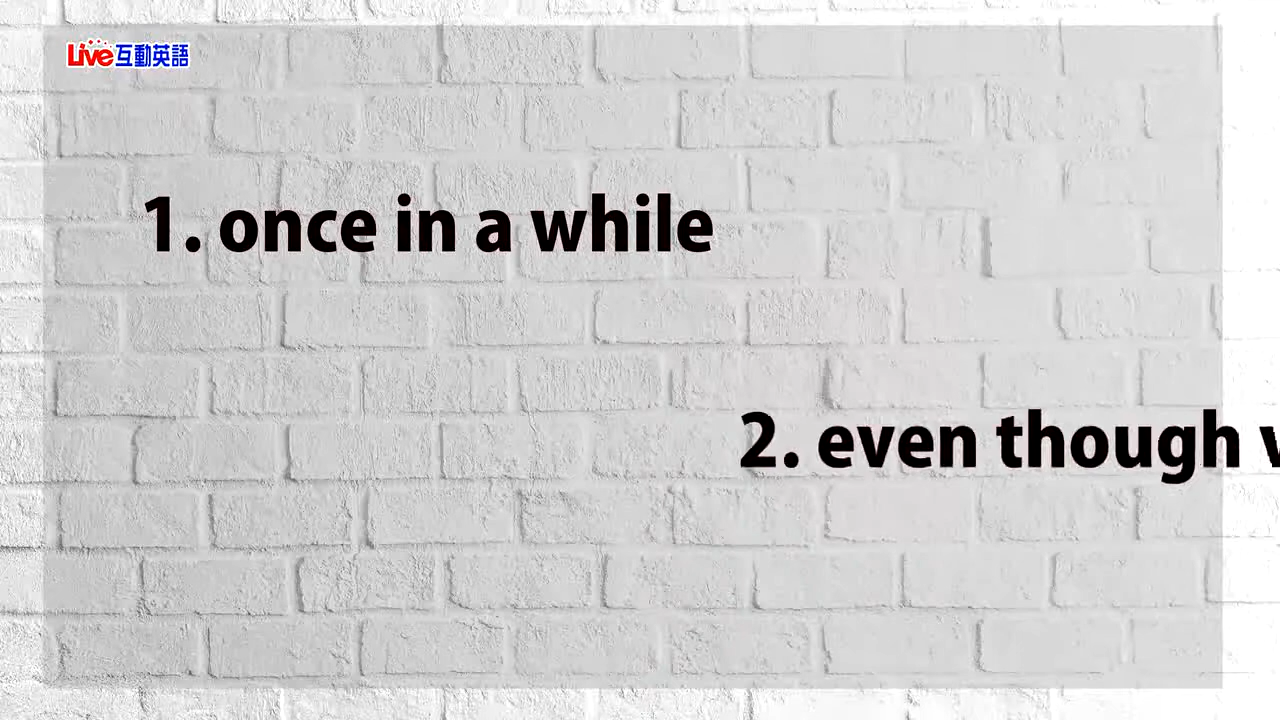 Live互動英語
1. once in a while
2. even though